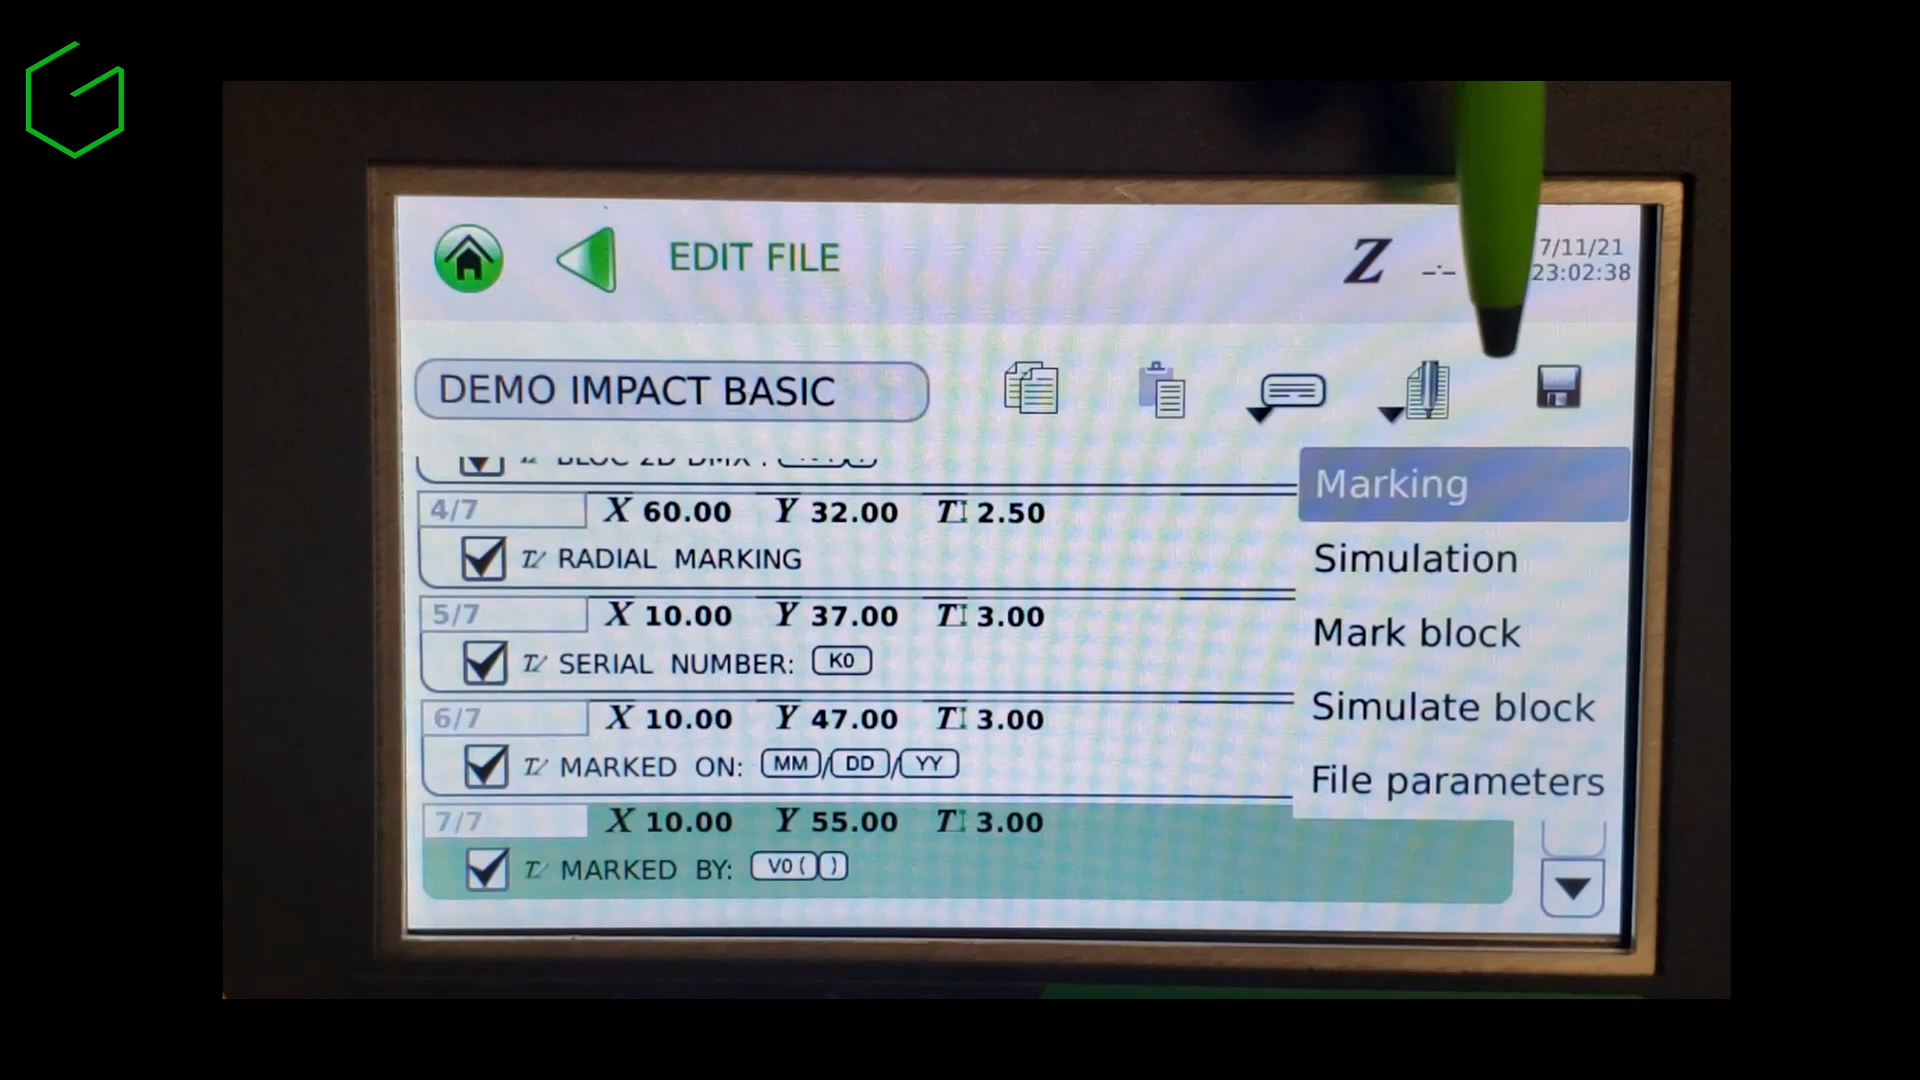 EDIT FILE
Z
7/11/21
23:02:38
DEMO IMPACT BASIC
BLOC 2D DMX :
4/7 X 60.00 Y 32.00 T 2.50
RADIAL MARKING
5/7 X 10.00 Y 37.00 T 3.00
SERIAL NUMBER: K0
6/7 X 10.00 Y 47.00 T 3.00
MARKED ON: MM/DD/YY
7/7 X 10.00 Y 55.00 T 3.00
MARKED BY: V0 ( )
Marking
Simulation
Mark block
Simulate block
File parameters